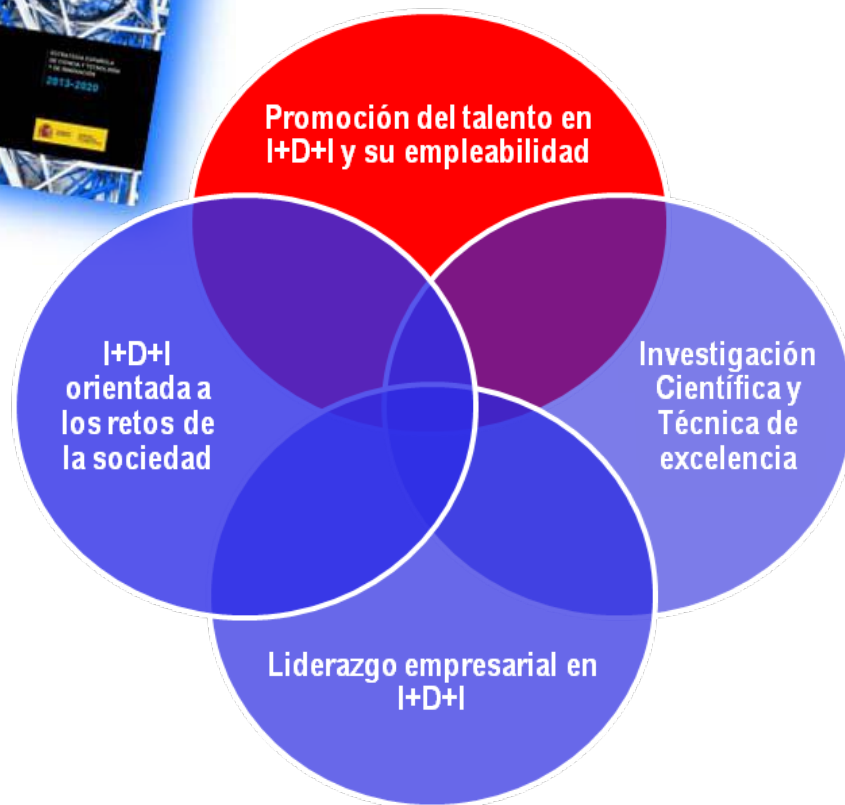 ESTRATEGIA ESPAÑOLA
DE CIENCIA Y TECNOLOGÍA
Y DE INNOVACIÓN
2013-2020
Promoción del talento en
I+D+I y su empleabilidad
I+D+I
orientada a
los retos de
la sociedad
Investigación
Científica y
Técnica de
excelencia
Liderazgo empresarial en
I+D+I